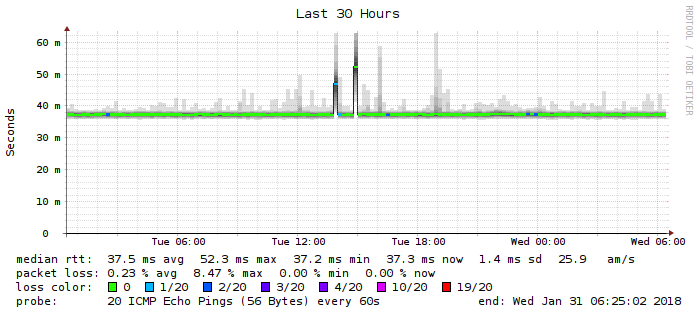 Last 30 Hours
RRDTOOL / TOBI OETIKER
Seconds
60 m
50 m
40 m
30 m
20 m
10 m
0
Tue 06:00 Tue 12:00 Tue 18:00 Wed 00:00 Wed 06:00
median rtt: 37.5 ms avg 52.3 ms max 37.2 ms min 37.3 ms now 1.4 ms sd 25.9 am/s
packet loss: 0.23 % avg 8.47 % max 0.00 % min 0.00 % now
loss color: 0 1/20 2/20 3/20 4/20 10/20 19/20
probe: 20 ICMP Echo Pings (56 Bytes) every 60s end: Wed Jan 31 06:25:02 2018